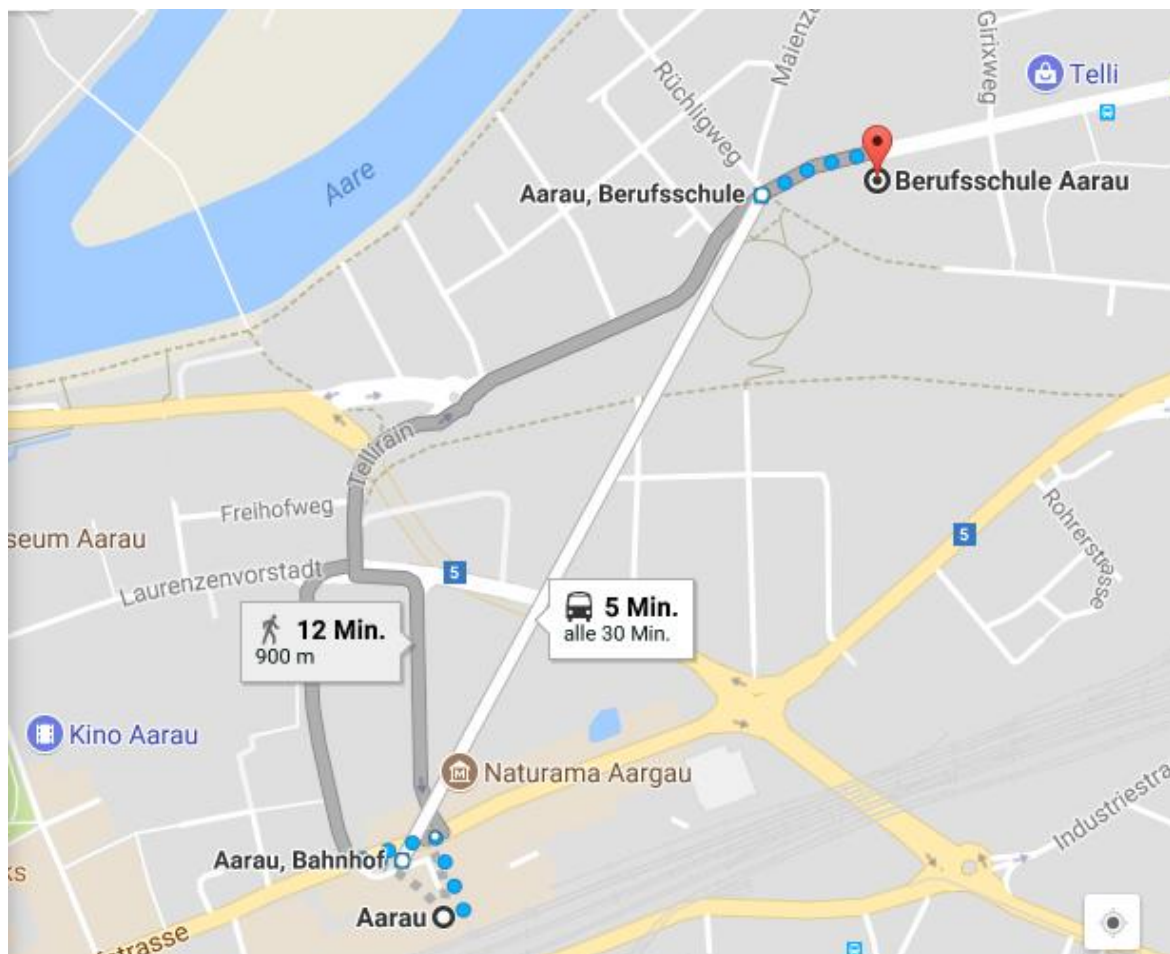 Girixweg
Maienz
Telli
Rüchligweg
Aare
Aarau, Berufsschule
Berufsschule Aarau
Tellirain
Freihofweg
seum Aarau
Rohrerstrasse
5
Laurenzenvorstadt
5
12 Min.
900 m
5 Min.
alle 30 Min.
Kino Aarau
Naturama Aargau
Industriestra
Aarau, Bahnhof
ks
Aarau
fstrasse